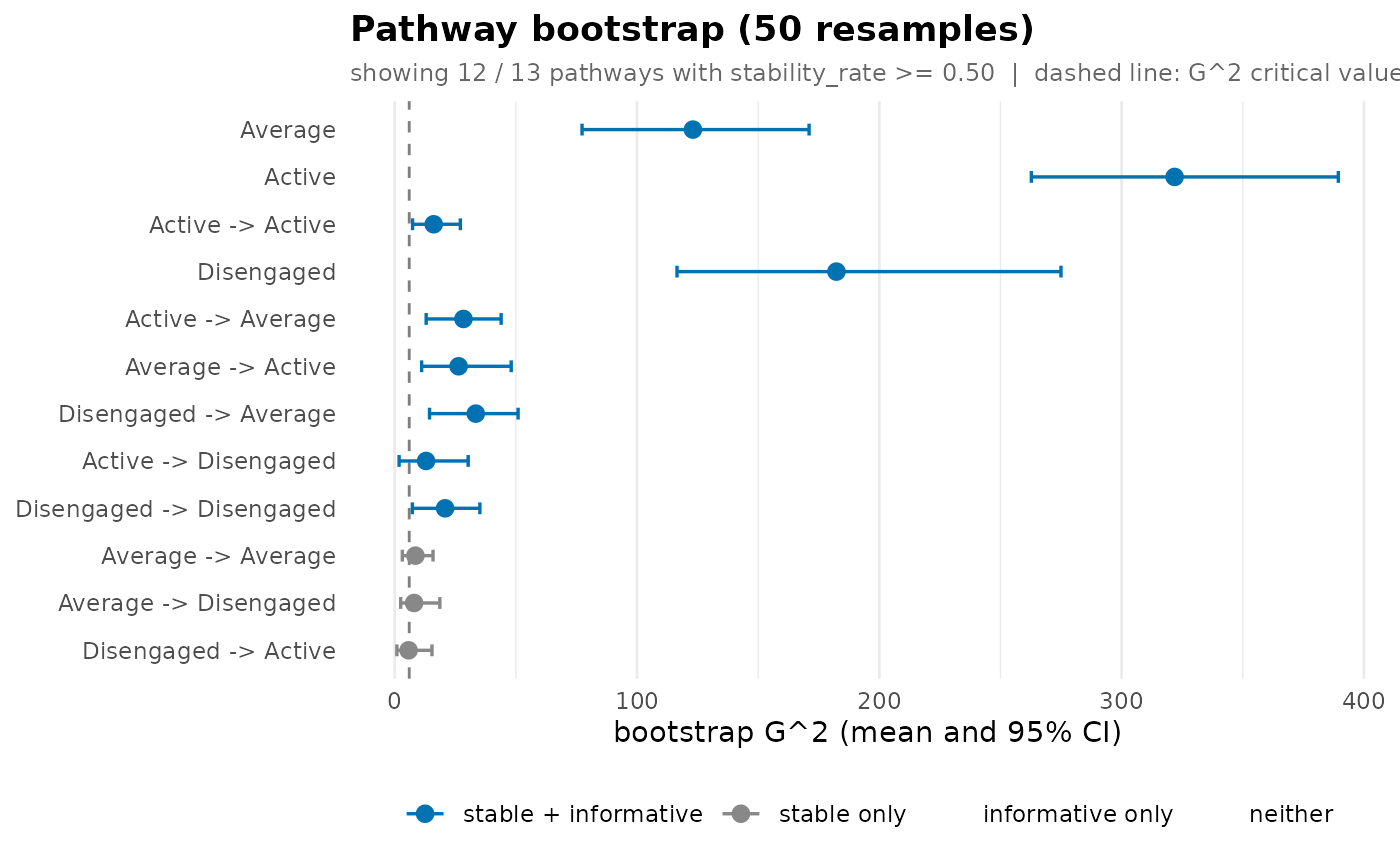 Pathway bootstrap (50 resamples)
showing 12 / 13 pathways with stability_rate >= 0.50 | dashed line: G^2 critical value
Average
Active
Active -> Active
Disengaged
Active -> Average
Average -> Active
Disengaged -> Average
Active -> Disengaged
Disengaged -> Disengaged
Average -> Average
Average -> Disengaged
Disengaged -> Active
0 100 200 300 400
bootstrap G^2 (mean and 95% CI)
stable + informative stable only informative only neither